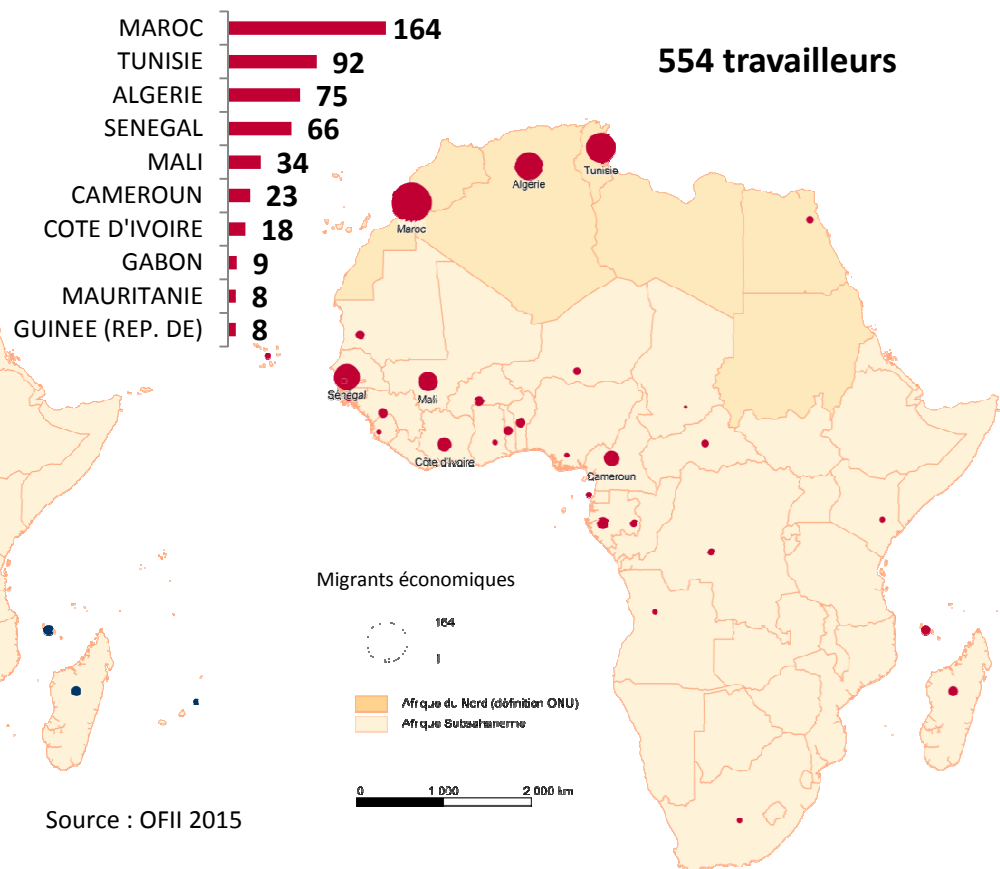 MAROC 164
TUNISIE 92
ALGERIE 75
SENEGAL 66
MALI 34
CAMEROUN 23
COTE D'IVOIRE 18
GABON 9
MAURITANIE 8
GUINEE (REP. DE) 8
554 travailleurs
Tunisie
Algérie
Maroc
Sénégal
Mali
Côte d'Ivoire
Cameroun
Migrants économiques
164
1
Afrique du Nord (définition ONU)
Afrique Subsaharienne
0 1 000 2 000 km
Source : OFII 2015